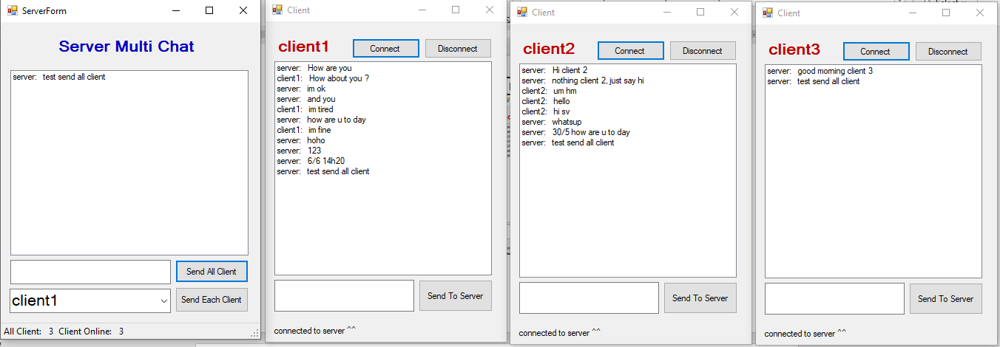 ServerForm
Server Multi Chat
server: test send all client
Send All Client
client1
Send Each Client
All Client: 3 Client Online: 3
Client
client1
Connect
Disconnect
server: How are you
client1: How about you ?
server: im ok
server: and you
client1: im tired
server: how are u to day
client1: im fine
server: hoho
server: 123
server: 6/6 14h20
server: test send all client
Send To Server
connected to server ^^
Client
client2
Connect
Disconnect
server: Hi client 2
server: nothing client 2, just say hi
client2: um hm
client2: hello
client2: hi sv
server: whatsup
server: 30/5 how are u to day
server: test send all client
Send To Server
connected to server ^^
Client
client3
Connect
Disconnect
server: good morning client 3
server: test send all client
Send To Server
connected to server ^^